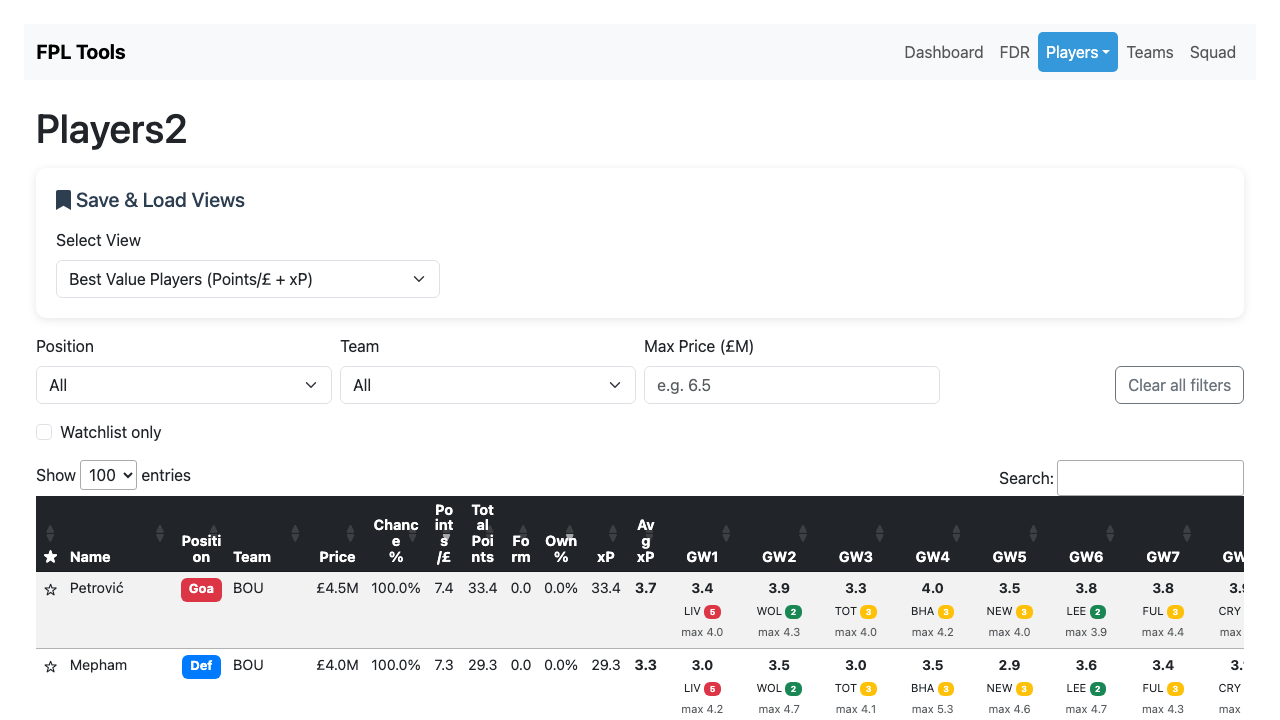 FPL Tools
Dashboard FDR Players Teams Squad
Players2
Save & Load Views
Select View
Best Value Players (Points/£ + xP)
Position Team Max Price (£M)
All All e.g. 6.5 Clear all filters
Watchlist only
Show 100 entries
Search:
★ Name Position Team Price Chance % Points/£ Total Points Form Own % xP Avg xP GW1 GW2 GW3 GW4 GW5 GW6 GW7 GW
☆ Petrović Goa BOU £4.5M 100.0% 7.4 33.4 0.0 0.0% 33.4 3.7 3.4 3.9 3.3 4.0 3.5 3.8 3.8 3.9
LIV 5 WOL 2 TOT 3 BHA 3 NEW 3 LEE 2 FUL 3 CRY
max 4.0 max 4.3 max 4.0 max 4.2 max 4.0 max 3.9 max 4.4 max
☆ Mepham Def BOU £4.0M 100.0% 7.3 29.3 0.0 0.0% 29.3 3.3 3.0 3.5 3.0 3.5 2.9 3.6 3.4
LIV 5 WOL 2 TOT 3 BHA 3 NEW 3 LEE 2 FUL 3 CRY
max 4.2 max 4.7 max 4.1 max 5.3 max 4.6 max 4.7 max 4.3 max